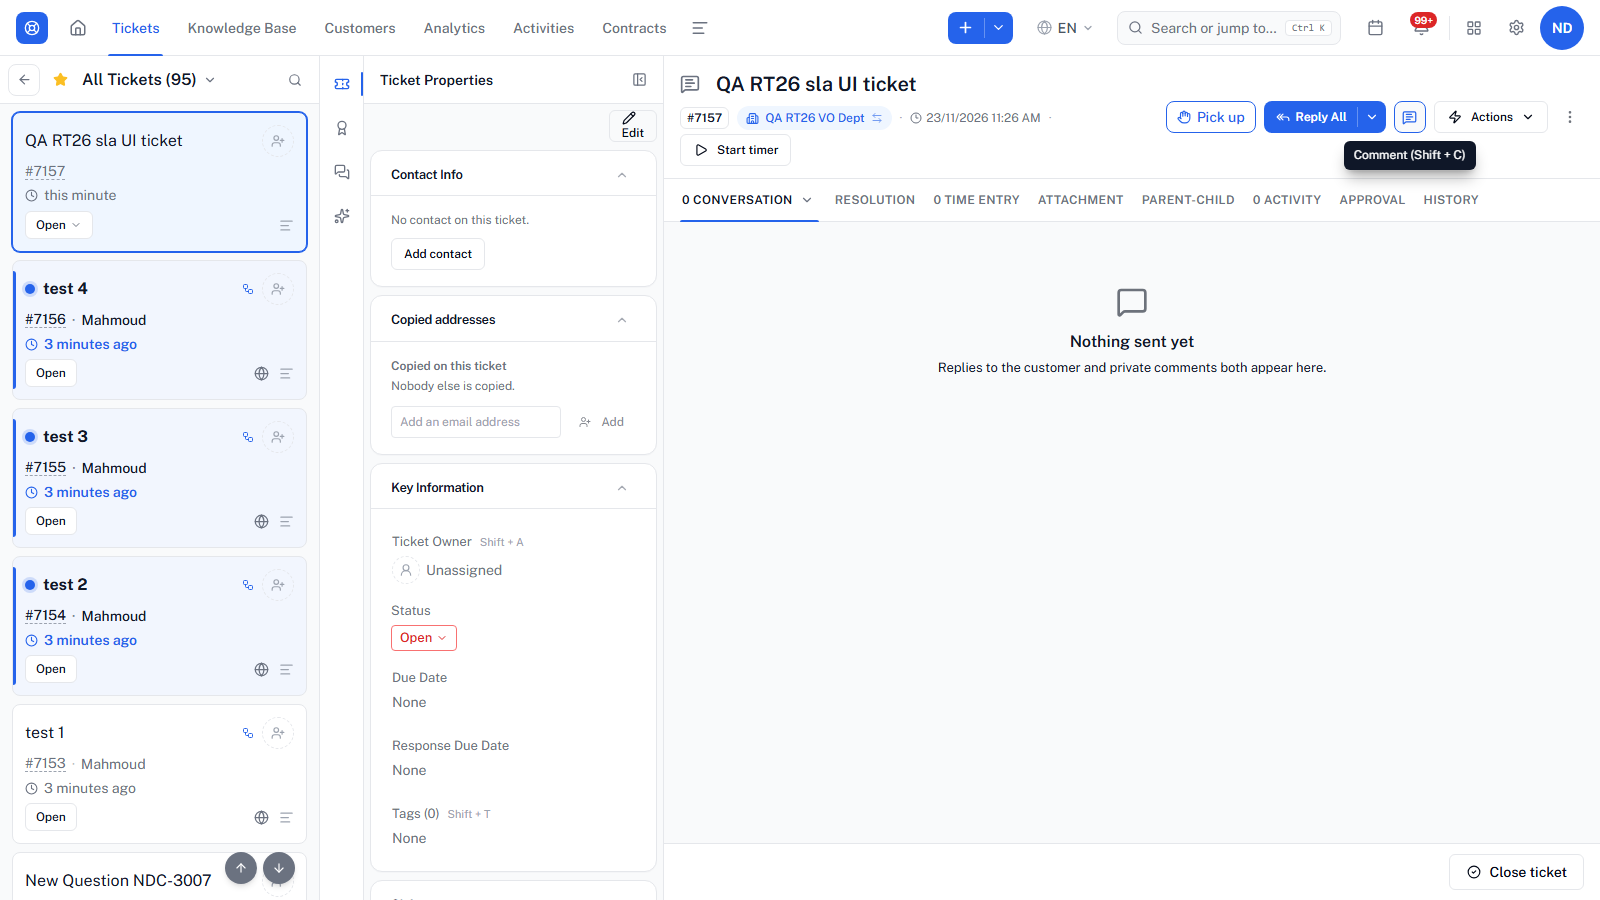 Tickets
Knowledge Base
Customers
Analytics
Activities
Contracts
EN
Search or jump to...
Ctrl K
99+
ND
All Tickets (95)
QA RT26 sla UI ticket
#7157
this minute
Open
test 4
#7156 · Mahmoud
3 minutes ago
Open
test 3
#7155 · Mahmoud
3 minutes ago
Open
test 2
#7154 · Mahmoud
3 minutes ago
Open
test 1
#7153 · Mahmoud
3 minutes ago
Open
New Question NDC-3007
Ticket Properties
Edit
Contact Info
No contact on this ticket.
Add contact
Copied addresses
Copied on this ticket
Nobody else is copied.
Add an email address
Add
Key Information
Ticket Owner Shift + A
Unassigned
Status
Open
Due Date
None
Response Due Date
None
Tags (0) Shift + T
None
QA RT26 sla UI ticket
#7157
QA RT26 VO Dept
· 23/11/2026 11:26 AM ·
Start timer
Pick up
Reply All
Actions
Comment (Shift + C)
0 CONVERSATION
RESOLUTION
0 TIME ENTRY
ATTACHMENT
PARENT-CHILD
0 ACTIVITY
APPROVAL
HISTORY
Nothing sent yet
Replies to the customer and private comments both appear here.
Close ticket